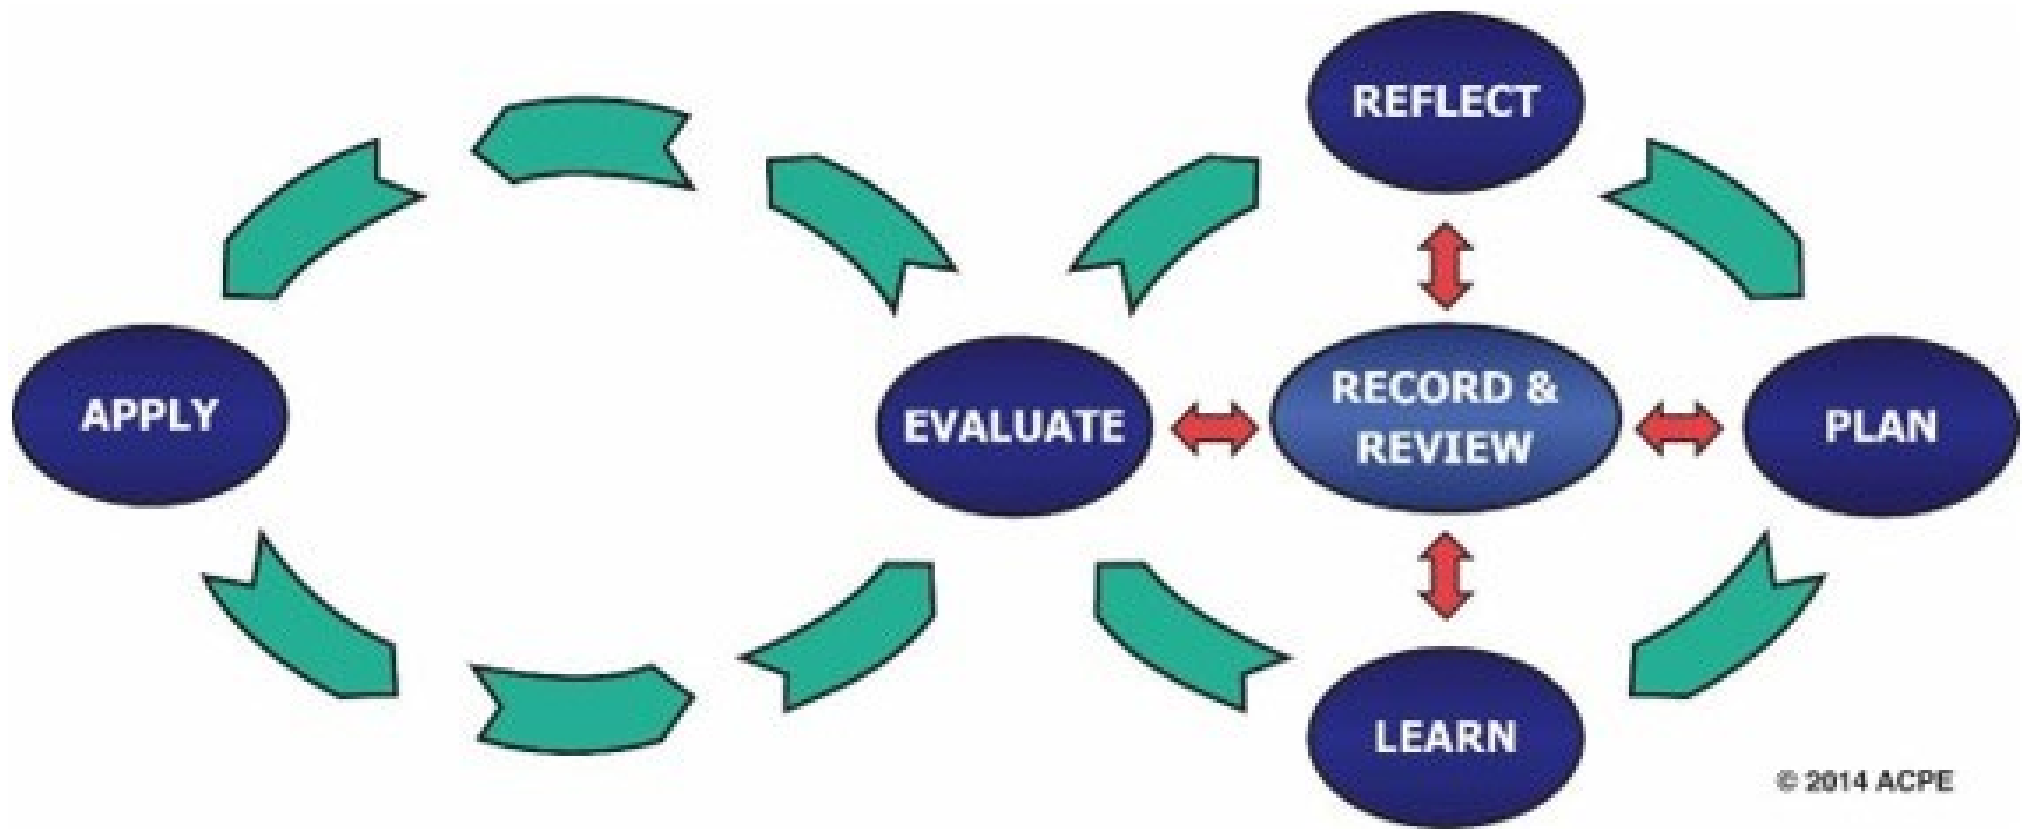 REFLECT
APPLY
EVALUATE
RECORD &
REVIEW
PLAN
LEARN
© 2014 ACPE